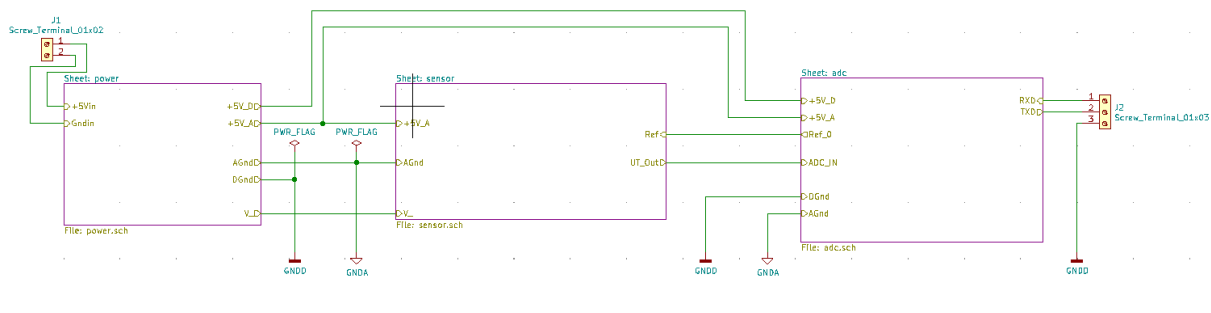 J1
Screw_Terminal_01x02
1
2
Sheet: power
+5Vin
Gndin
+5V_D
+5V_A
AGnd
DGnd
V_
File: power.sch
PWR_FLAG
PWR_FLAG
GNDD
GNDA
Sheet: sensor
+5V_A
AGnd
V_
Ref
UT_Out
File: sensor.sch
GNDD
GNDA
Sheet: adc
+5V_D
+5V_A
Ref_0
ADC_IN
DGnd
AGnd
RXD
TXD
File: adc.sch
1
2
3
J2
Screw_Terminal_01x03
GNDD